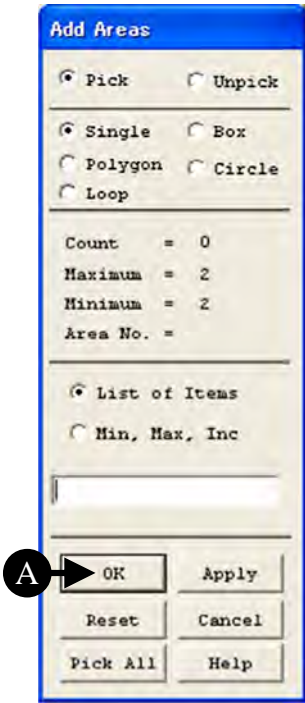 Add Areas
Pick Unpick
Single Box
Polygon Circle
Loop
Count = 0
Maximum = 2
Minimum = 2
Area No. =
List of Items
Min, Max, Inc
A OK Apply
Reset Cancel
Pick All Help